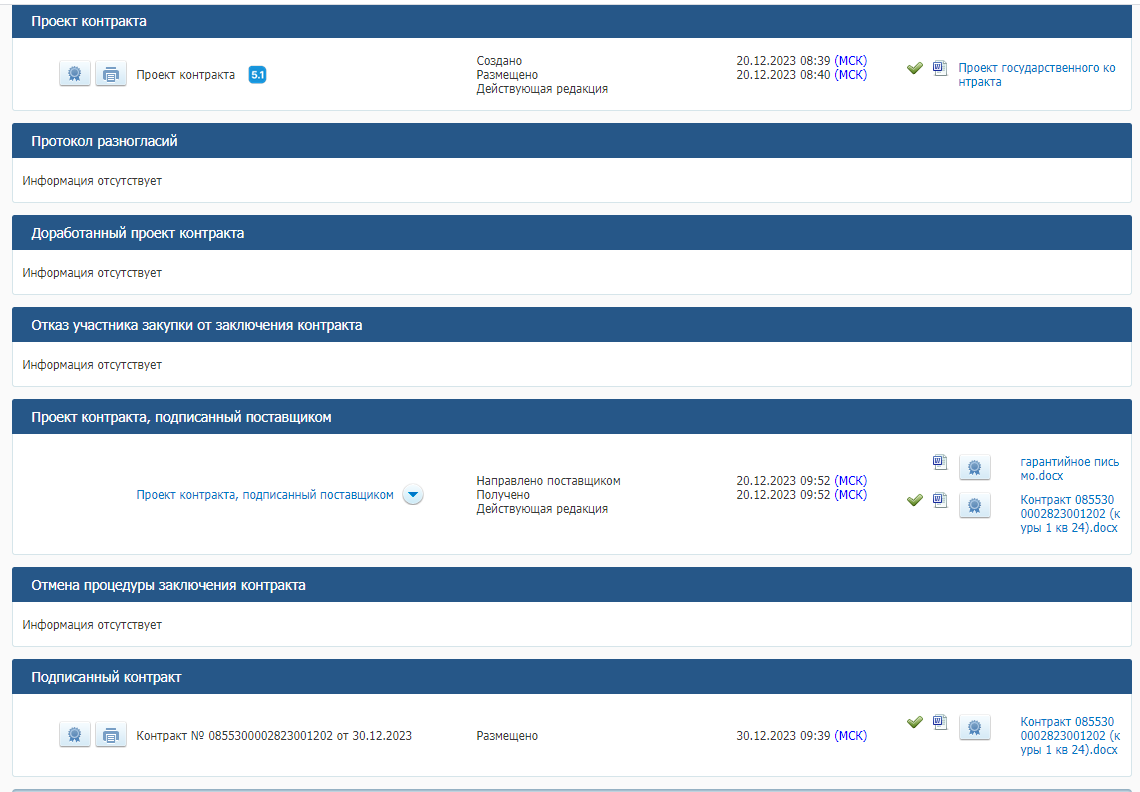 Проект контракта
Проект контракта 5.1
Создано 20.12.2023 08:39 (МСК)
Размещено 20.12.2023 08:40 (МСК)
Действующая редакция
Проект государственного ко
нтракта
Протокол разногласий
Информация отсутствует
Доработанный проект контракта
Информация отсутствует
Отказ участника закупки от заключения контракта
Информация отсутствует
Проект контракта, подписанный поставщиком
Проект контракта, подписанный поставщиком
Направлено поставщиком 20.12.2023 09:52 (МСК)
Получено 20.12.2023 09:52 (МСК)
Действующая редакция
гарантийное пись
мо.docx
Контракт 085530
0002823001202 (к
уры 1 кв 24).docx
Отмена процедуры заключения контракта
Информация отсутствует
Подписанный контракт
Контракт № 0855300002823001202 от 30.12.2023
Размещено 30.12.2023 09:39 (МСК)
Контракт 085530
0002823001202 (к
уры 1 кв 24).docx